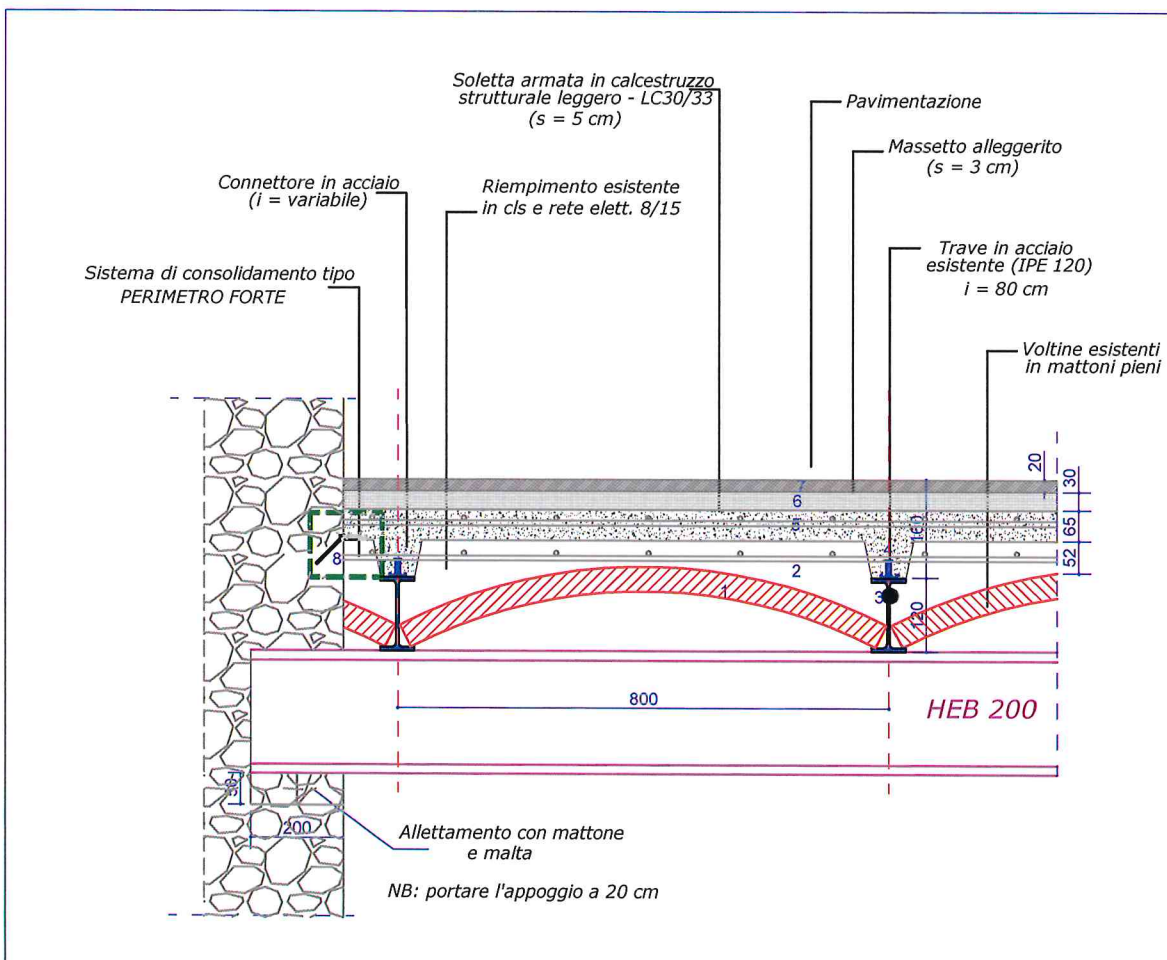 Soletta armata in calcestruzzo
strutturale leggero - LC30/33
(s = 5 cm)
Pavimentazione
Massetto alleggerito
(s = 3 cm)
Connettore in acciaio
(i = variabile)
Riempimento esistente
in cls e rete elett. 8/15
Trave in acciaio
esistente (IPE 120)
i = 80 cm
Sistema di consolidamento tipo
PERIMETRO FORTE
Voltine esistenti
in mattoni pieni
20
30
7
6
65
5
160
52
8
2
1
3
120
800
HEB 200
50
200
Allettamento con mattone
e malta
NB: portare l'appoggio a 20 cm